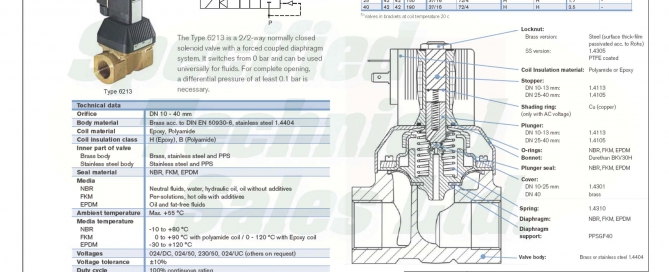 P
The Type 6213 is a 2/2-way normally closed
solenoid valve with a forced coupled diaphragm
system. It switches from 0 bar and can be used
universally for fluids. For complete opening,
a differential pressure of at least 0.1 bar is
necessary.
Type 6213
Technical data
Orifice DN 10 - 40 mm
Body material Brass acc. to DIN EN 50930-6, stainless steel 1.4404
Coil material Epoxy, Polyamide
Coil insulation class H (Epoxy), B (Polyamide)
Inner part of valve
Brass body Brass, stainless steel and PPS
Stainless steel body Stainless steel and PPS
Seal material NBR, FKM, EPDM
Media
NBR Neutral fluids, water, hydraulic oil, oil without additives
FKM Per-solutions, hot oils with additives
EPDM Oil and fat-free fluids
Ambient temperature Max. +55 °C
Media temperature
NBR -10 to +80 °C
FKM 0 to +90 °C with polyamide coil / 0 - 120 °C with Epoxy coil
EPDM -30 to +120 °C
Voltages 024/DC, 024/50, 230/50, 024/UC (others on request)
Voltage tolerance ±10%
Duty cycle 100% continuous rating
40 42 42 160 37/16 72/4 H H 3.5 -
Values in brackets at coil temperature 20 c
Locknut:
Brass version: Steel (surface thick-film
passivated acc. to Rohs)
SS version: 1.4305
PTFE coated
Coil Insulation material: Polyamide or Epoxy
Stopper:
DN 10-13 mm: 1.4113
DN 25-40 mm: 1.4105
Shading ring: Cu (copper)
(only with AC voltage)
Plunger:
DN 10-13 mm: 1.4113
DN 25-40 mm: 1.4105
O-rings: NBR, FKM, EPDM
Bonnet: Durethan BKV30H
Plunger seal: NBR, FKM, EPDM
Cover:
DN 10-25 mm 1.4301
DN 40 brass
Spring: 1.4310
Diaphragm: NBR, FKM, EPDM
Diaphragm
support: PPSGF40
Valve body: Brass or stainless steel 1.4404